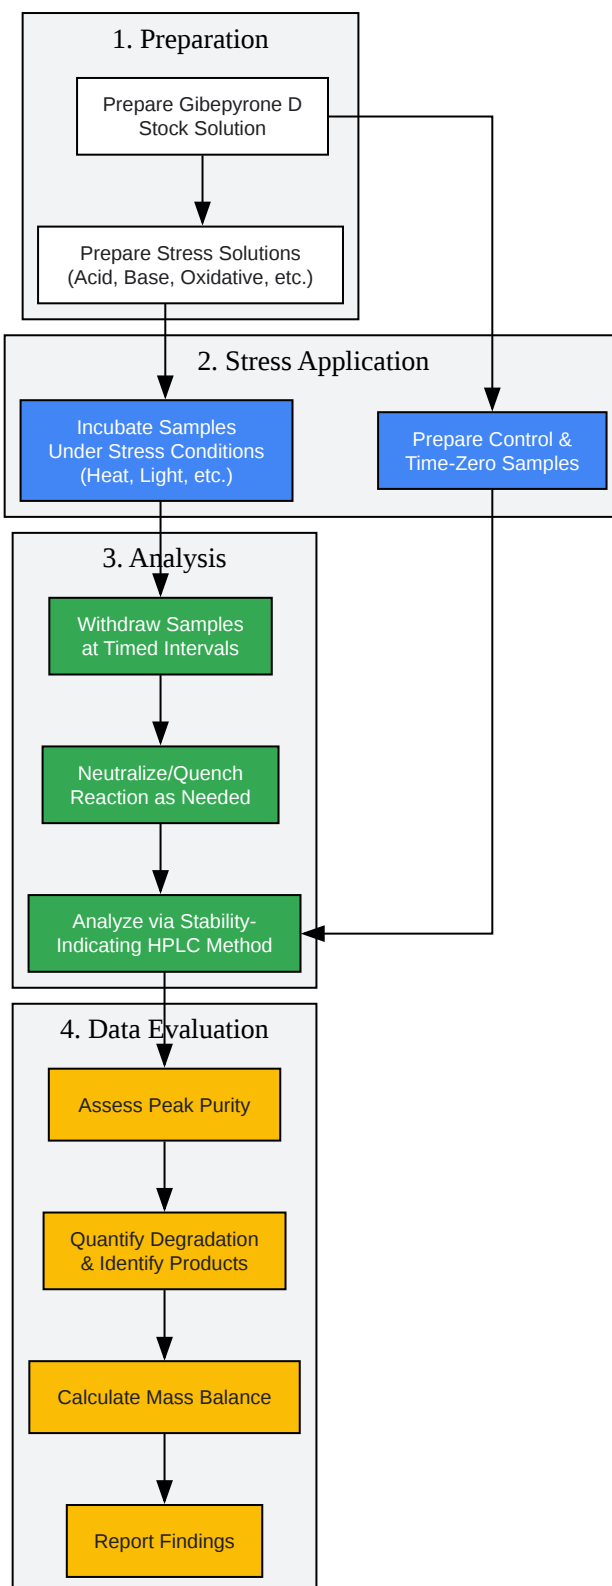 1. Preparation
Prepare Gibepyrone D
Stock Solution
Prepare Stress Solutions
(Acid, Base, Oxidative, etc.)
2. Stress Application
Incubate Samples
Under Stress Conditions
(Heat, Light, etc.)
Prepare Control &
Time-Zero Samples
3. Analysis
Withdraw Samples
at Timed Intervals
Neutralize/Quench
Reaction as Needed
Analyze via Stability-
Indicating HPLC Method
4. Data Evaluation
Assess Peak Purity
Quantify Degradation
& Identify Products
Calculate Mass Balance
Report Findings